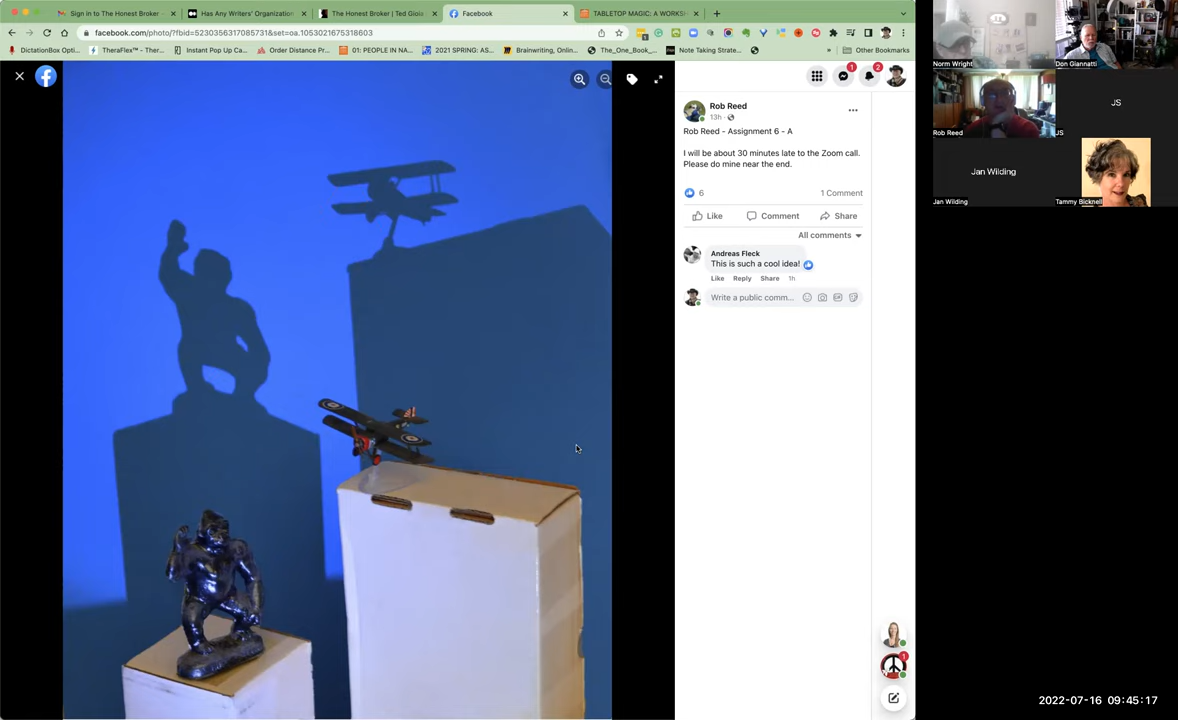 Sign in to The Honest Broker -
Has Any Writers' Organization
The Honest Broker | Ted Gioia
Facebook
TABLETOP MAGIC: A WORKSH
facebook.com/photo/?fbid=5230356317085731&set=oa.1053021675318603
DictationBox Opti...
TheraFlex™ - Ther...
Instant Pop Up Ca...
Order Distance Pr...
01: PEOPLE IN NA...
2021 SPRING: AS...
Brainwriting, Onlin...
The_One_Book_...
Note Taking Strate...
»
Other Bookmarks
1
2
Rob Reed
13h ·
Rob Reed - Assignment 6 - A
I will be about 30 minutes late to the Zoom call.
Please do mine near the end.
6
1 Comment
Like
Comment
Share
All comments
Andreas Fleck
This is such a cool idea!
Like Reply Share 1h
Write a public comm...
1
Norm Wright
Don Giannatti
Rob Reed
JS
JS
Jan Wilding
Jan Wilding
Tammy Bicknell
2022-07-16 09:45:17